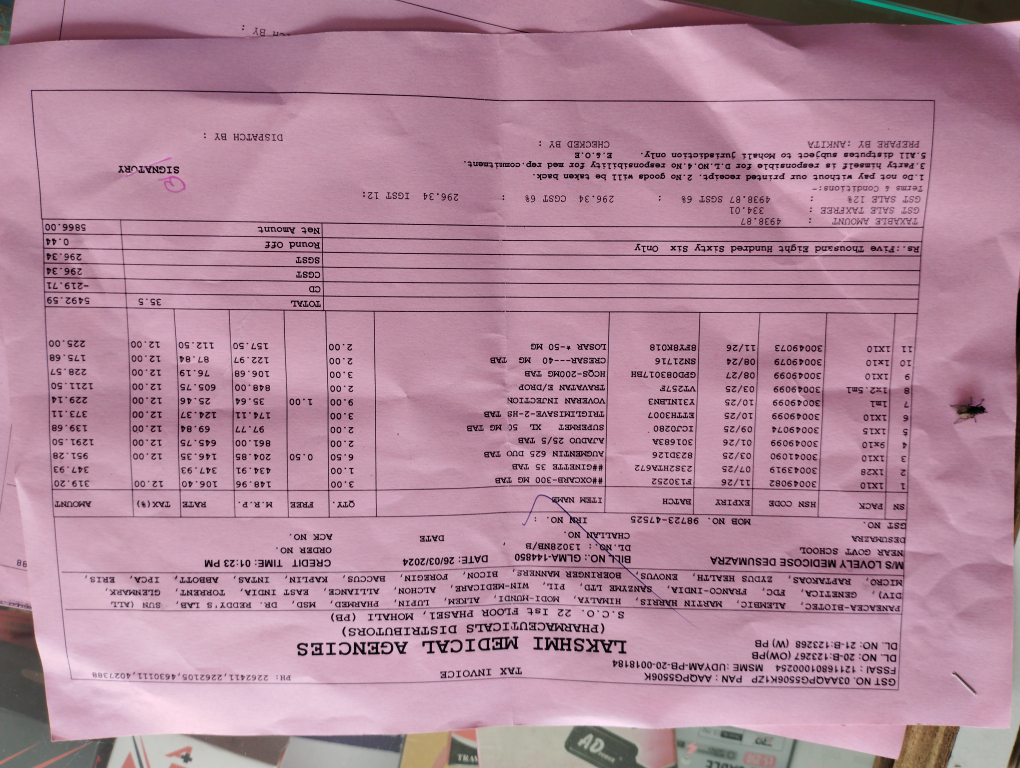 TAX INVOICE
PH: 2262411,2262105,4630111,4027388
GST NO. 03AAQPG5506K1ZP PAN : AAQPG5506K
FSSAI : 12116801000254 MSME :UDYAM-PB-20-0018184
DL. NO: 20-B:123267 (OW)PB
DL. NO: 21-B:123268 (W) PB
LAKSHMI MEDICAL AGENCIES
(PHARMACEUTICALS DISTRIBUTORS)
S.C.O. 22 1st FLOOR PHASE1, MOHALI (PB)
PANACEA-BIOTEC, ALEMBIC, MARTIN HARRIS, HIMALYA, MODI-MUNDI, ALKEM, LUPIN, PHARMED, MSD, DR. REDDY'S LAB, SUN (ALL
DIV), GENETICA, FDC, FRANCO-INDIA, SANZYME LTD, PIL, WIN-MEDICARE, ALCHON, ALLIANCE, EAST INDIA, TORRENT, GLENMARK,
MICRO, RAPTAKOAS, ZYDUS HEALTH, ENOVUS, BOERINGER MANNERS, BICON, FOREGIN, BACCUS, KAPLIN, INTAS, ABBOTT, IPCA, ERIS,
M/S LOVELY MEDICOSE DESUMAZRA
BILL NO.: GLMA-144850 DATE: 26/03/2024 CREDIT TIME: 01:23 PM
NEAR GOVT SCHOOL
DL.NO.: 13028NB/B ,
ORDER NO.
DESUMAZRA
CHALLAN NO. DATE
ACK NO.
GST NO. MOB NO. 98723-47525 IRN NO. :
SN PACK HSN CODE EXPIRY BATCH ITEM NAME QTY. FREE M.R.P. RATE TAX(%) AMOUNT
1 1X10 30049082 11/26 F130252 ##OXCARB-300 MG TAB 3.00 148.96 106.40 12.00 319.20
2 1X28 30043919 07/25 2352THA672 ##GINETTE 35 TAB 1.00 434.91 347.93 347.93
3 1X10 30041090 03/25 823D126 AUGMENTIN 625 DUO TAB 6.50 0.50 204.85 146.35 12.00 951.28
4 9x10 30049099 01/26 301683A AJADUO 25/5 TAB 2.00 861.00 645.75 12.00 1291.50
5 1X15 30049074 09/25 ICJ0280 SUPEMET XL 50 MG TAB 2.00 97.77 69.84 12.00 139.68
6 1X10 30049099 10/25 ETTH3007 TRIGLIMISAVE-2-HS TAB 3.00 174.11 124.37 12.00 373.11
7 1ml 30049099 10/25 Y3INLBN3 VOVERAN INJECTION 9.00 1.00 35.64 25.46 12.00 229.14
8 1x2.5ml 30049099 03/25 VT257F TRAVATAN E/DROP 2.00 848.00 605.75 12.00 1211.50
9 1X10 30049099 08/27 GPD083017BH HCQS-200MG TAB 3.00 106.68 76.19 12.00 228.57
10 1x10 30049079 08/24 SN21716 CRESAR---40 MG TAB 2.00 122.97 87.84 12.00 175.68
11 1X10 30049073 11/26 BFY8K018 LOSAR *-50 MG 2.00 157.50 112.50 12.00 225.00
TOTAL 35.5 5492.59
CD -219.71
CGST 296.34
SGST 296.34
Rs.:Five Thousand Eight Hundred Sixty Six Only
Round Off 0.44
Net Amount 5866.00
TAXABLE AMOUNT : 4938.87
GST SALE TAXFREE : 334.01
GST SALE 12% : 4938.87 SGST 6% : 296.34 CGST 6% : 296.34 IGST 12:
Terms & Conditions:-
1.Do not pay without our printed receipt. 2.No goods will be taken back.
3.Party himself is responsible for D.L.NO.4.No responsibility for med rep.commitment.
5.All disputes subject to Mohali jurisdiction only. E.&.O.E
SIGNATORY
PREPARE BY :ANKITA CHECKED BY : DISPATCH BY :